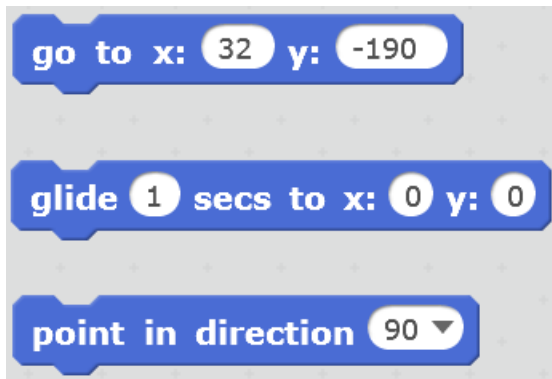 go to x: 32 y: -190
glide 1 secs to x: 0 y: 0
point in direction 90